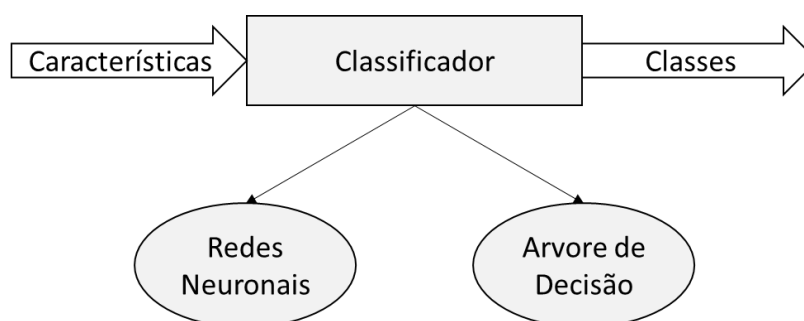 Características
Classificador
Classes
Redes
Neuronais
Arvore de
Decisão